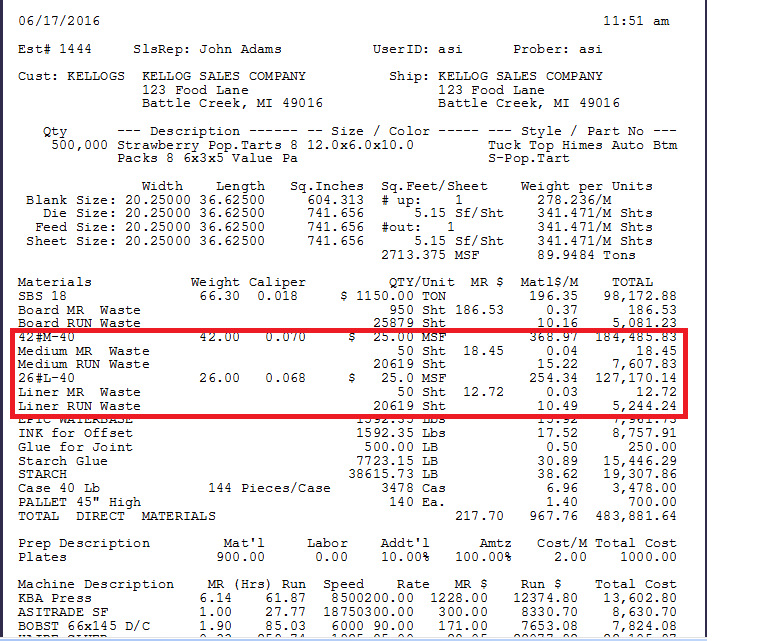 06/17/2016 11:51 am
Est# 1444 SlsRep: John Adams UserID: asi Prober: asi
Cust: KELLOGS KELLOG SALES COMPANY Ship: KELLOG SALES COMPANY
123 Food Lane 123 Food Lane
Battle Creek, MI 49016 Battle Creek, MI 49016
Qty --- Description ------ -- Size / Color ----- --- Style / Part No ---
500,000 Strawberry Pop.Tarts 8 12.0x6.0x10.0 Tuck Top Himes Auto Btm
Packs 8 6x3x5 Value Pa S-Pop.Tart
Width Length Sq.Inches Sq.Feet/Sheet Weight per Units
Blank Size: 20.25000 36.62500 604.313 # up: 1 278.236/M
Die Size: 20.25000 36.62500 741.656 5.15 Sf/Sht 341.471/M Shts
Feed Size: 20.25000 36.62500 741.656 #out: 1 341.471/M Shts
Sheet Size: 20.25000 36.62500 741.656 5.15 Sf/Sht 341.471/M Shts
2713.375 MSF 89.9484 Tons
Materials Weight Caliper QTY/Unit MR $ Matl$/M TOTAL
SBS 18 66.30 0.018 $ 1150.00 TON 196.35 98,172.88
Board MR Waste 950 Sht 186.53 0.37 186.53
Board RUN Waste 25879 Sht 10.16 5,081.23
42#M-40 42.00 0.070 $ 25.00 MSF 368.97 184,485.83
Medium MR Waste 50 Sht 18.45 0.04 18.45
Medium RUN Waste 20619 Sht 15.22 7,607.83
26#L-40 26.00 0.068 $ 25.0 MSF 254.34 127,170.14
Liner MR Waste 50 Sht 12.72 0.03 12.72
Liner RUN Waste 20619 Sht 10.49 5,244.24
INK for Offset 1592.35 Lbs 17.52 8,757.91
Glue for Joint 500.00 LB 0.50 250.00
Starch Glue 7723.15 LB 30.89 15,446.29
STARCH 38615.73 LB 38.62 19,307.86
Case 40 Lb 144 Pieces/Case 3478 Cas 6.96 3,478.00
PALLET 45" High 140 Ea. 1.40 700.00
TOTAL DIRECT MATERIALS 217.70 967.76 483,881.64
Prep Description Mat'l Labor Addt'l Amtz Cost/M Total Cost
Plates 900.00 0.00 10.00% 100.00% 2.00 1000.00
Machine Description MR (Hrs) Run Speed Rate MR $ Run $ Total Cost
KBA Press 6.14 61.87 8500200.00 1228.00 12374.80 13,602.80
ASITRADE SF 1.00 27.77 18750300.00 300.00 8330.70 8,630.70
BOBST 66x145 D/C 1.90 85.03 6000 90.00 171.00 7653.08 7,824.08